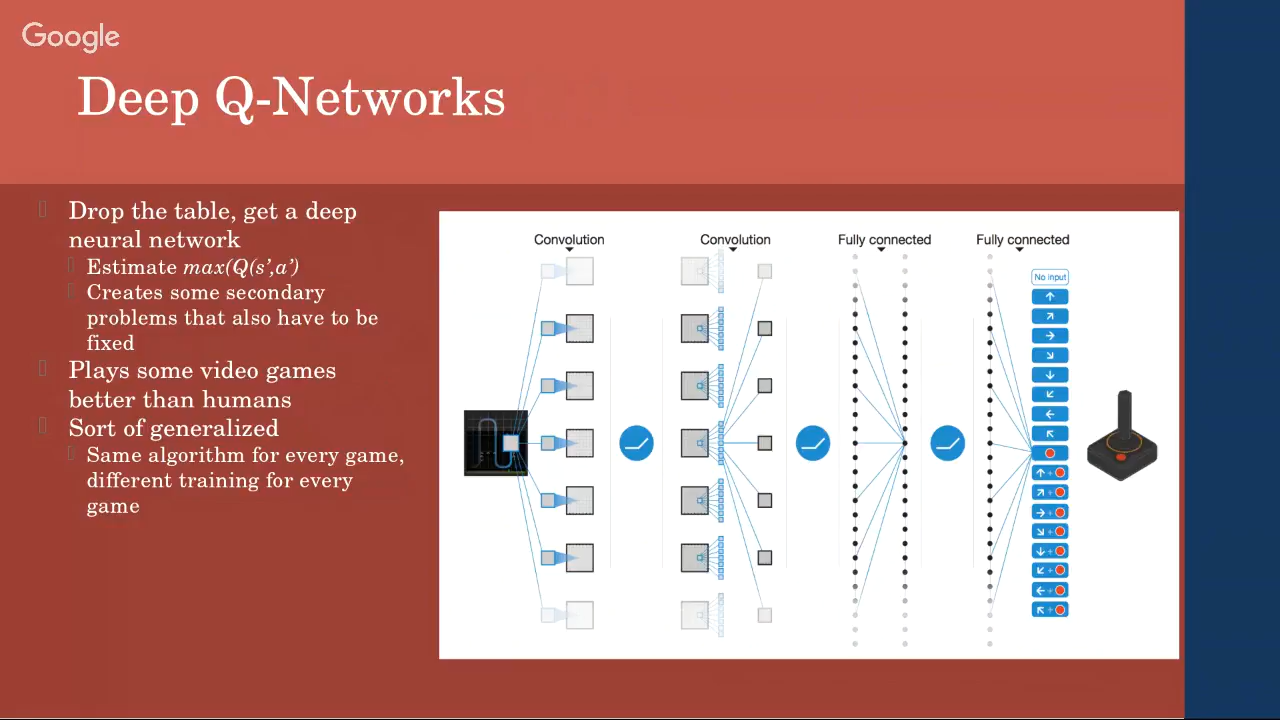 Google
Deep Q-Networks
Drop the table, get a deep
neural network
Estimate max(Q(s’,a’)
Creates some secondary
problems that also have to be
fixed
Plays some video games
better than humans
Sort of generalized
Same algorithm for every game,
different training for every
game
Convolution
Convolution
Fully connected
Fully connected
No input